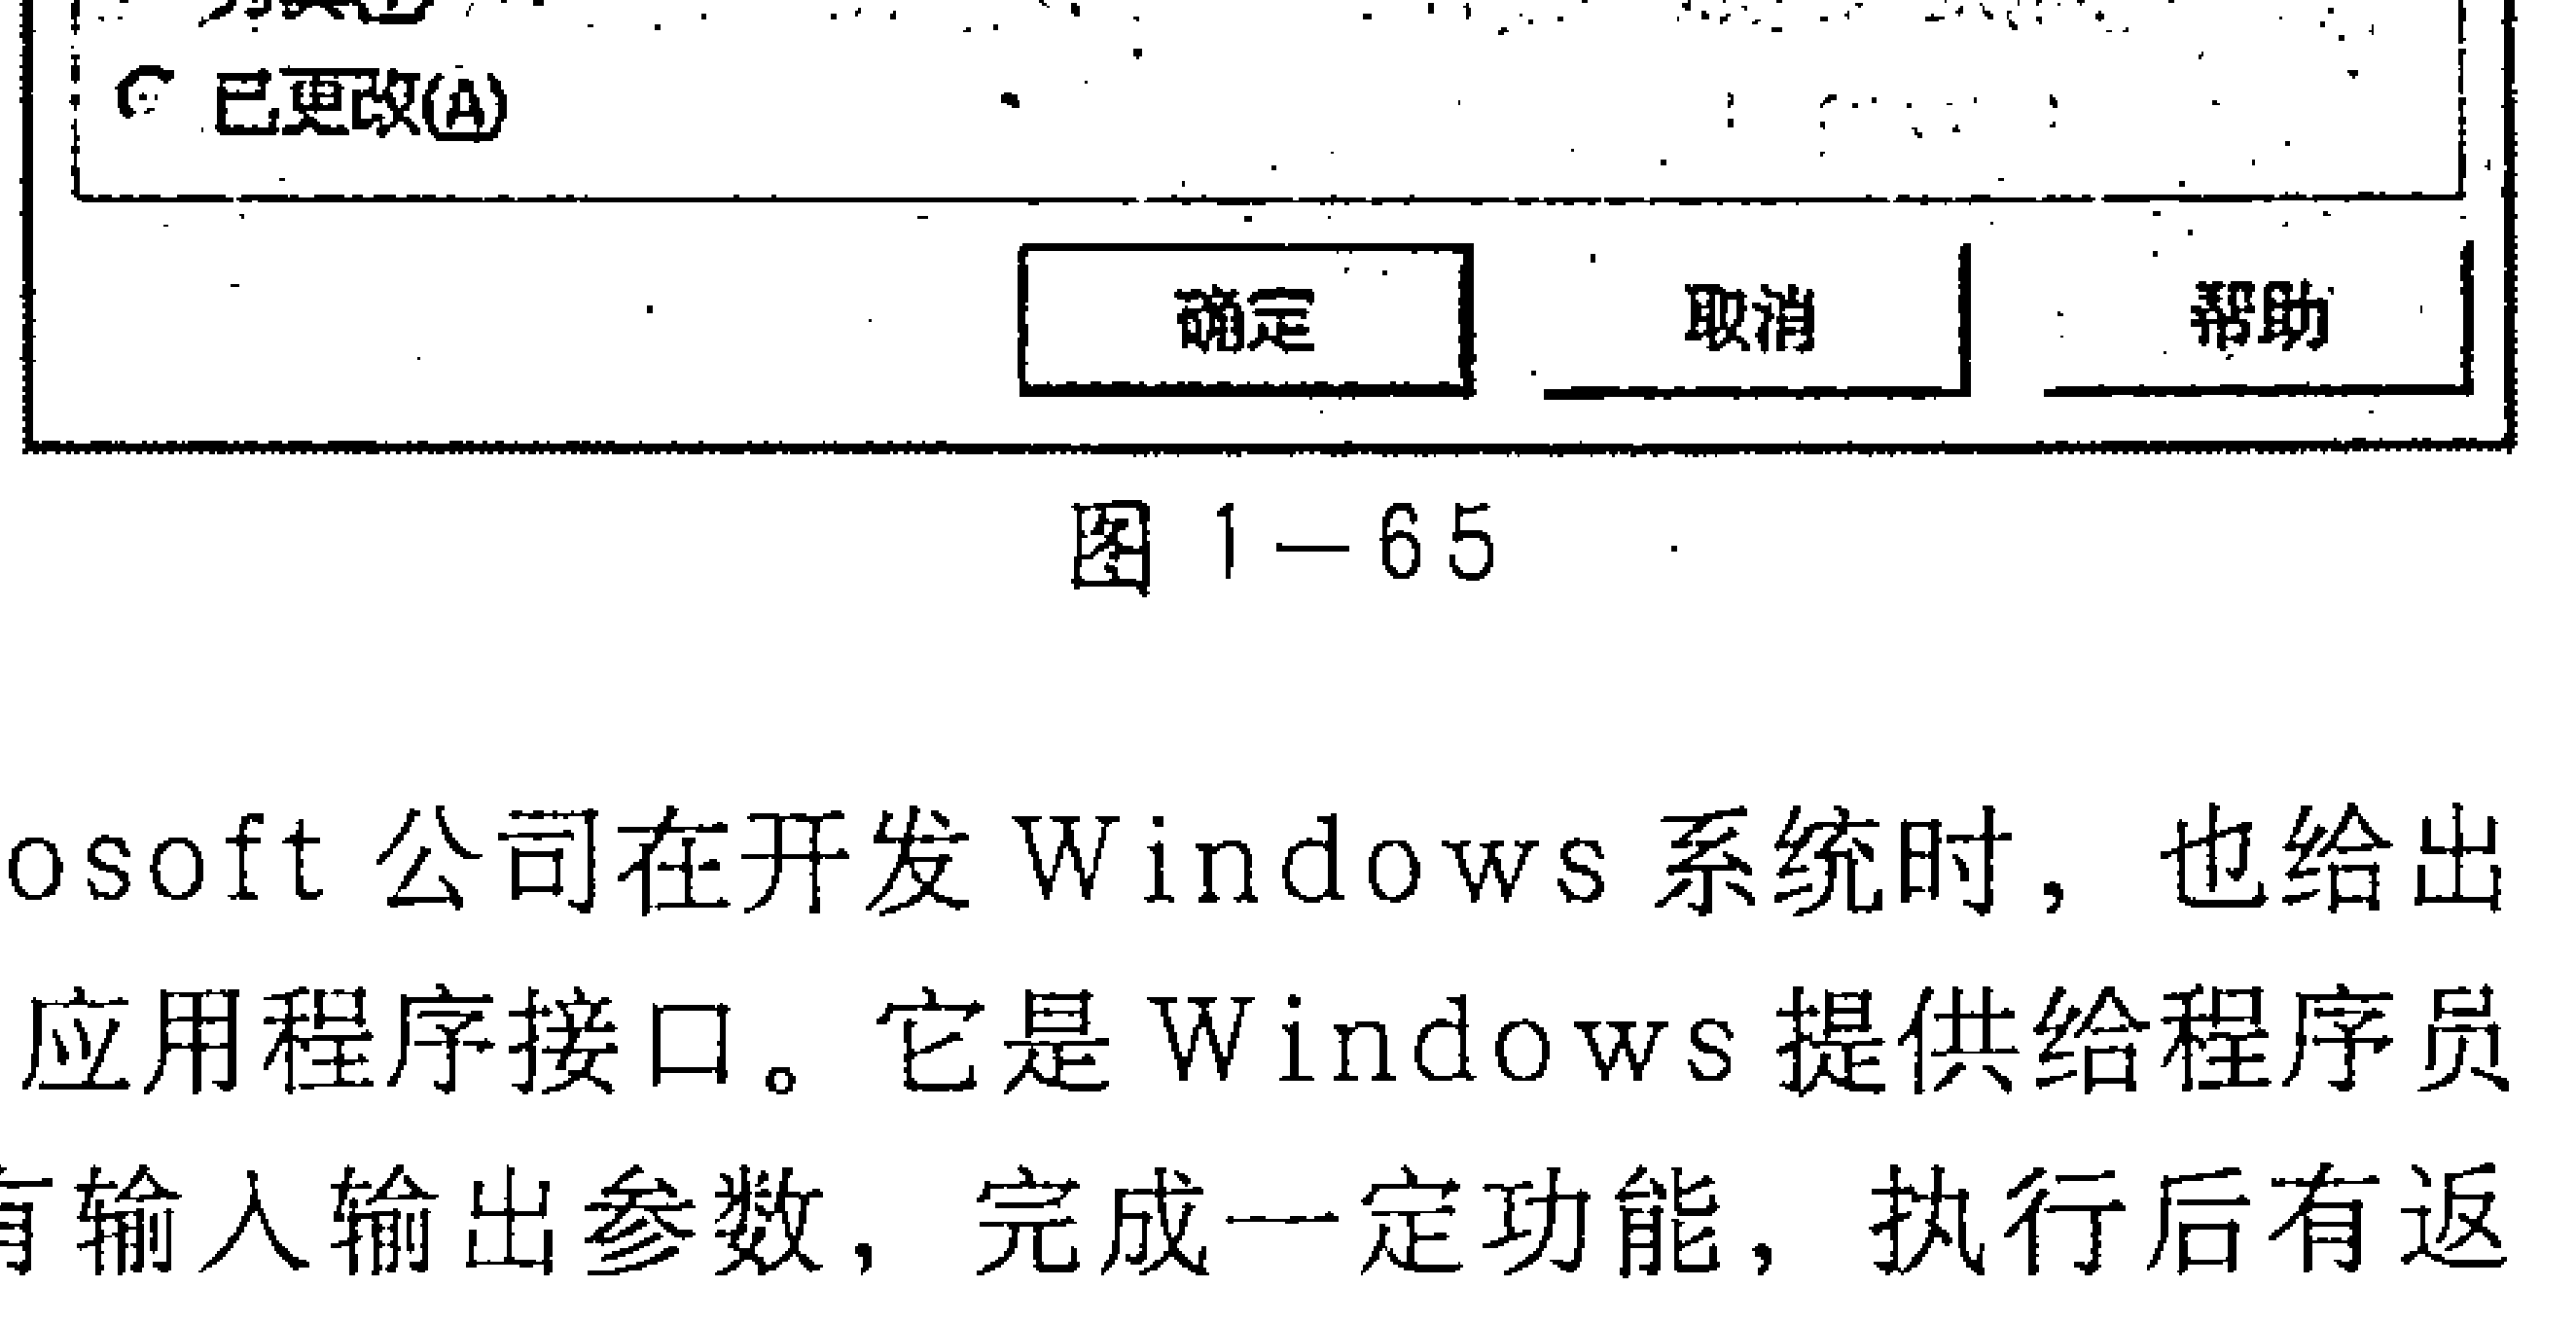 已更改(A)
确定 取消 帮助
图 1－65
osoft 公司在开发 Windows 系统时，也给出
应用程序接口。它是 Windows 提供给程序员
有输入输出参数，完成一定功能，执行后有返